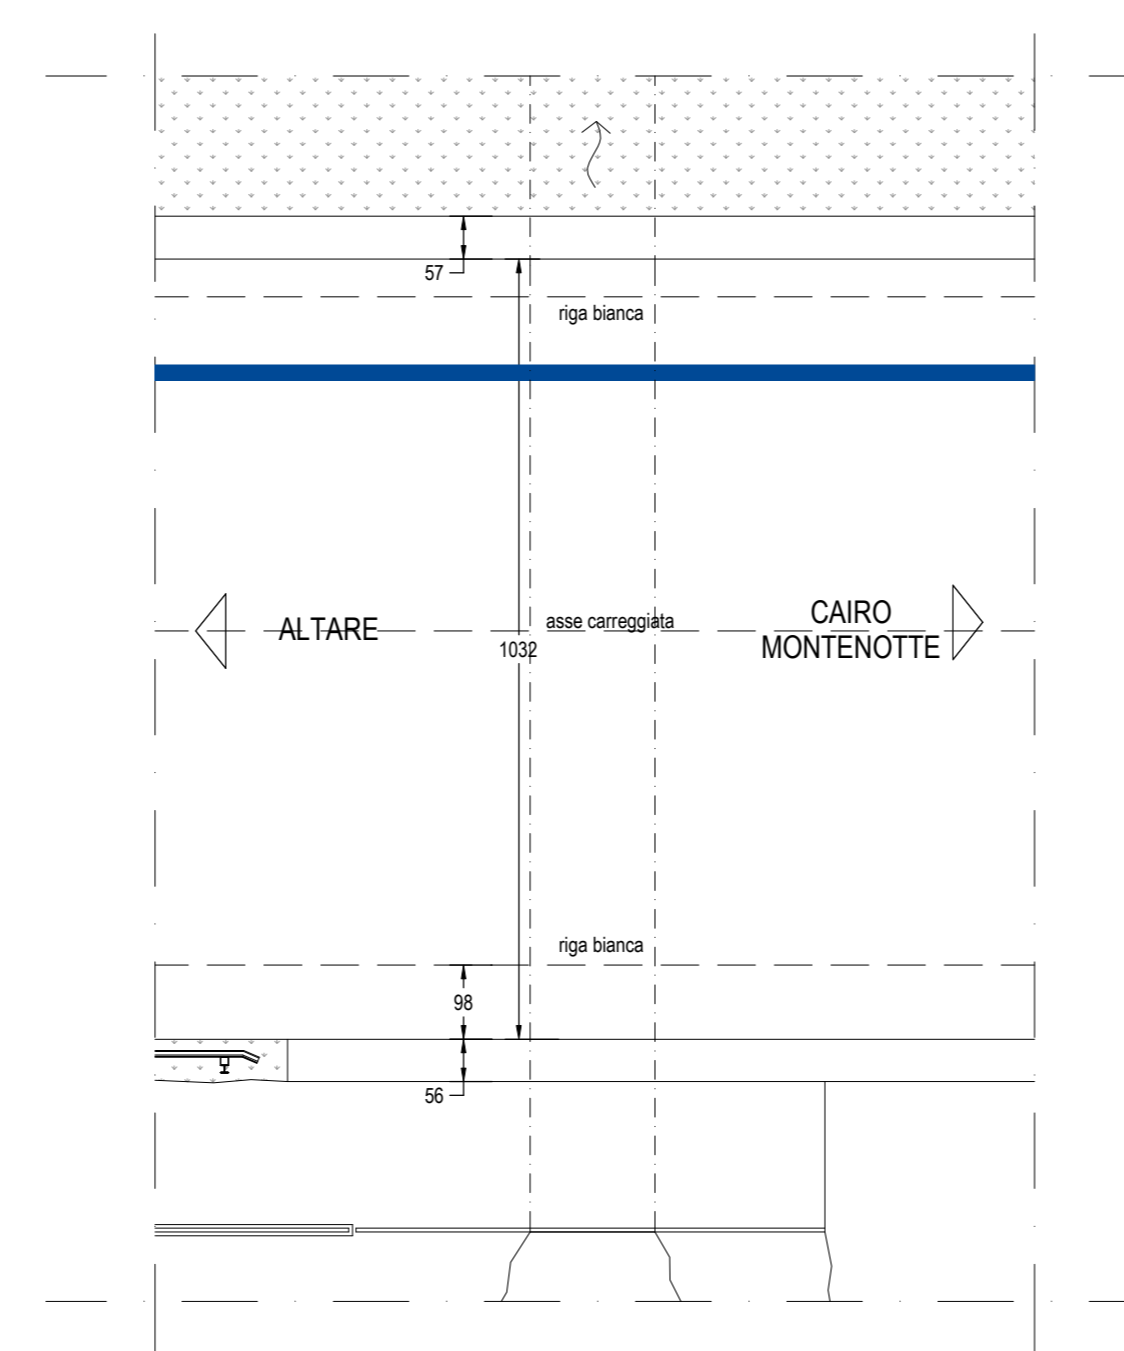 57
riga bianca
asse carreggiata
ALTARE
1032
CAIRO
MONTENOTTE
riga bianca
98
56